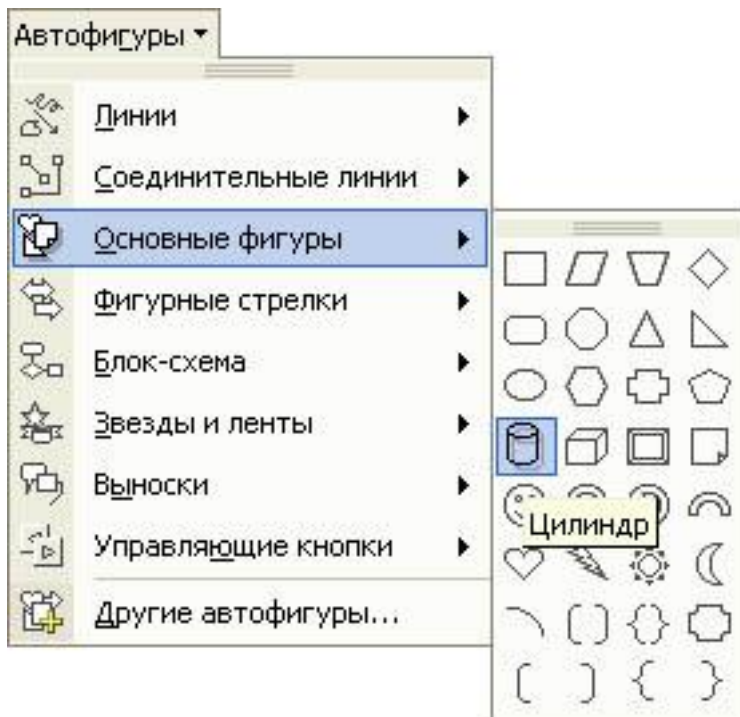 Автофигуры
Линии
Соединительные линии
Основные фигуры
Фигурные стрелки
Блок-схема
Звезды и ленты
Выноски
Управляющие кнопки
Другие автофигуры...
Цилиндр